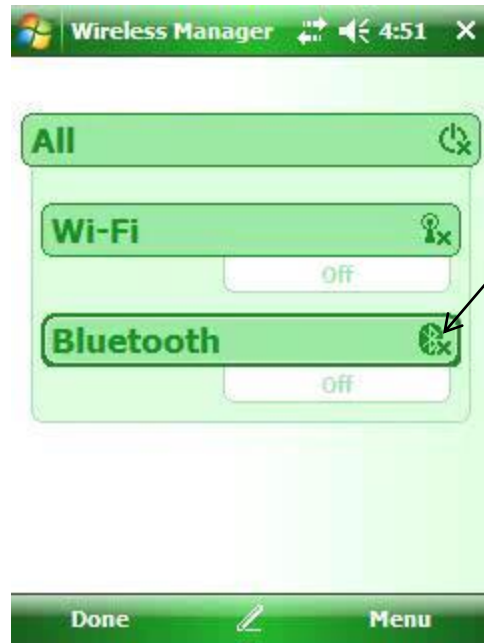 Wireless Manager 4:51
All
Wi-Fi
Off
Bluetooth
Off
Done Menu